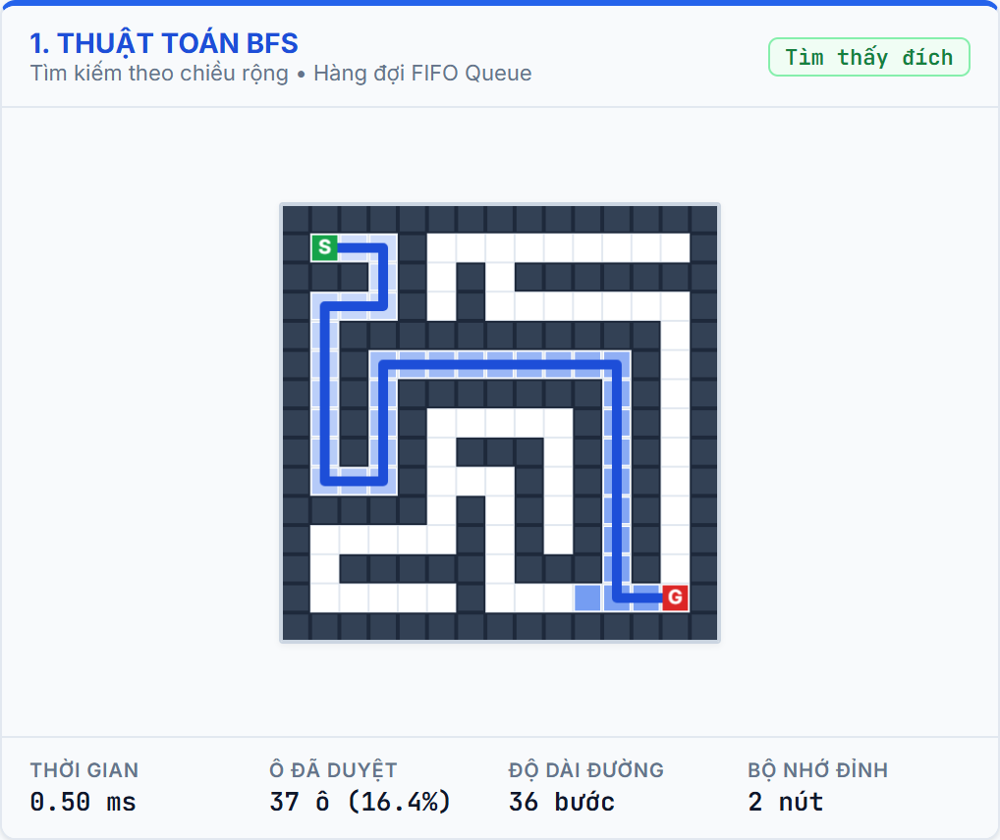 1. THUẬT TOÁN BFS
Tìm kiếm theo chiều rộng • Hàng đợi FIFO Queue
Tìm thấy đích
S
G
THỜI GIAN
0.50 ms
Ô ĐÃ DUYỆT
37 ô (16.4%)
ĐỘ DÀI ĐƯỜNG
36 bước
BỘ NHỚ ĐỈNH
2 nút